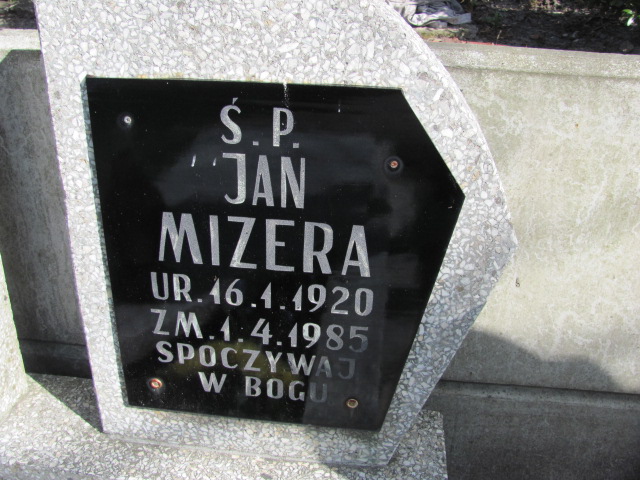 Ś.P.
JAN
MIZERA
UR.16.1.1920
ZM.1.4.1985
SPOCZYWAJ
W BOGU